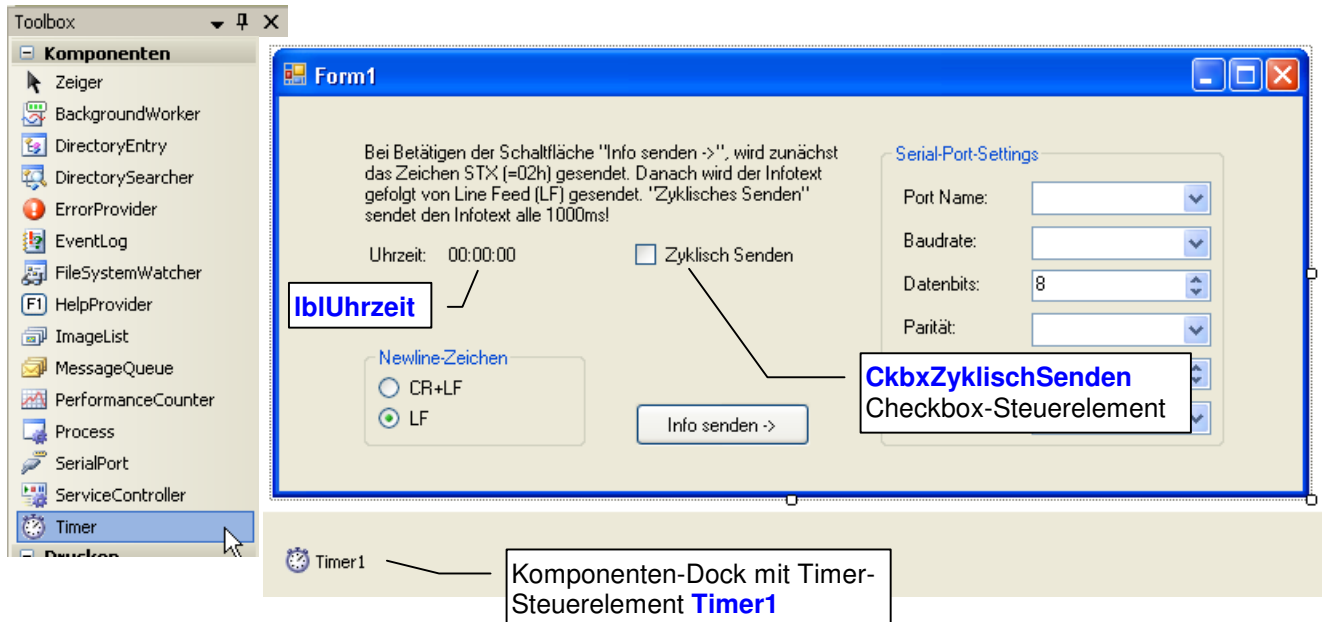 Toolbox
Komponenten
Zeiger
BackgroundWorker
DirectoryEntry
DirectorySearcher
ErrorProvider
EventLog
FileSystemWatcher
F1 HelpProvider
ImageList
MessageQueue
PerformanceCounter
Process
SerialPort
ServiceController
Timer
Form1
Bei Betätigen der Schaltfläche "Info senden ->", wird zunächst
das Zeichen STX (=02h) gesendet. Danach wird der Infotext
gefolgt von Line Feed (LF) gesendet. "Zyklisches Senden"
sendet den Infotext alle 1000ms!
Uhrzeit: 00:00:00
Zyklisch Senden
lblUhrzeit
Newline-Zeichen
CR+LF
LF
Info senden ->
Serial-Port-Settings
Port Name:
Baudrate:
Datenbits: 8
Parität:
CkbxZyklischSenden
Checkbox-Steuerelement
Timer1
Komponenten-Dock mit Timer-
Steuerelement Timer1